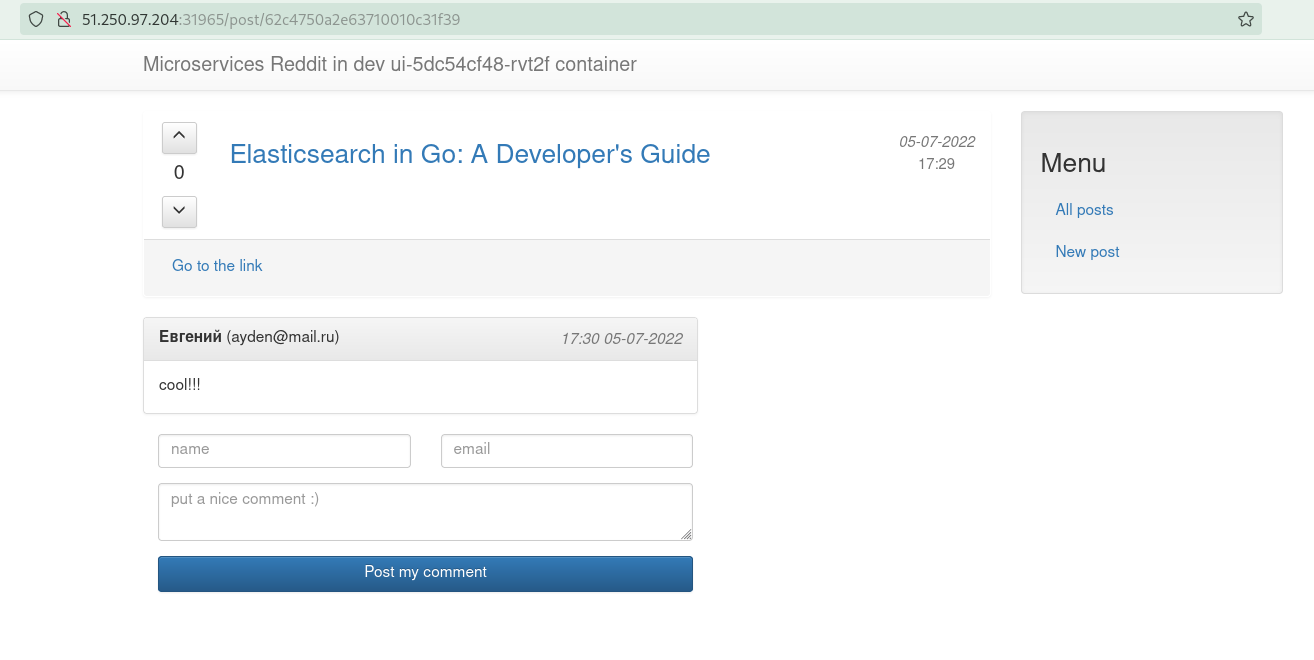 51.250.97.204:31965/post/62c4750a2e63710010c31f39
Microservices Reddit in dev ui-5dc54cf48-rvt2f container
0
Elasticsearch in Go: A Developer's Guide
05-07-2022
17:29
Go to the link
Menu
All posts
New post
Евгений (ayden@mail.ru) 17:30 05-07-2022
cool!!!
name email
put a nice comment :)
Post my comment